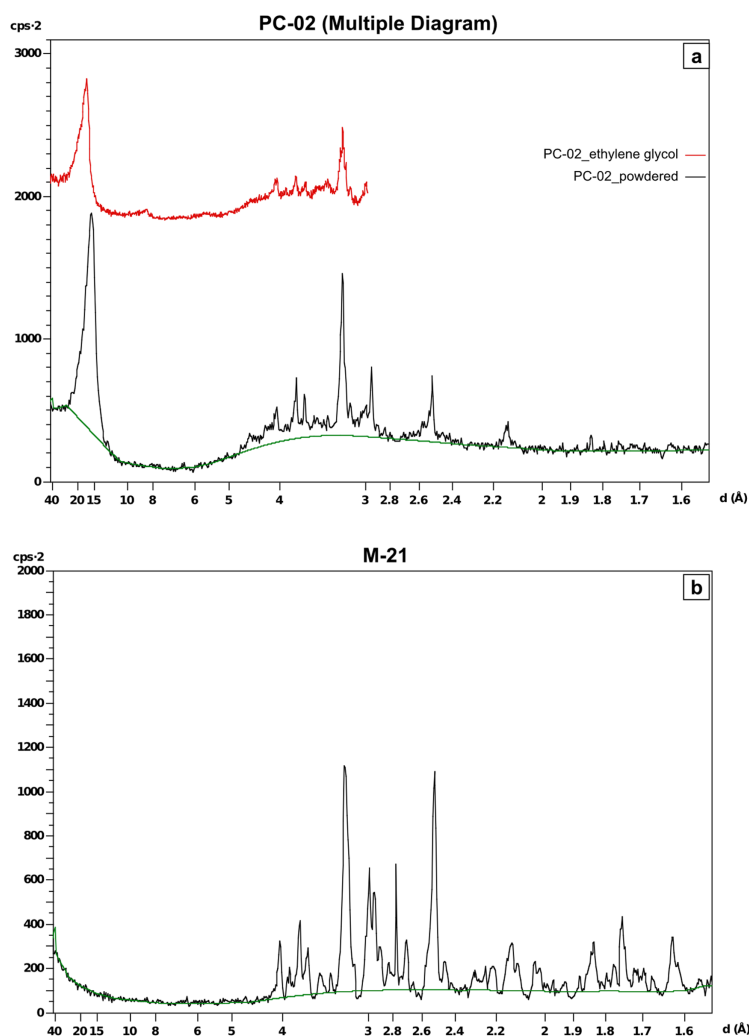 PC-02 (Multiple Diagram)
cps·2
a
3000
PC-02_ethylene glycol
PC-02_powdered
2000
1000
0
40 20 15 10 8 6 5 4 3 2.8 2.6 2.4 2.2 2 1.9 1.8 1.7 1.6 d (Å)
M-21
cps·2
b
2000
1800
1600
1400
1200
1000
800
600
400
200
0
40 20 15 10 8 6 5 4 3 2.8 2.6 2.4 2.2 2 1.9 1.8 1.7 1.6 d (Å)